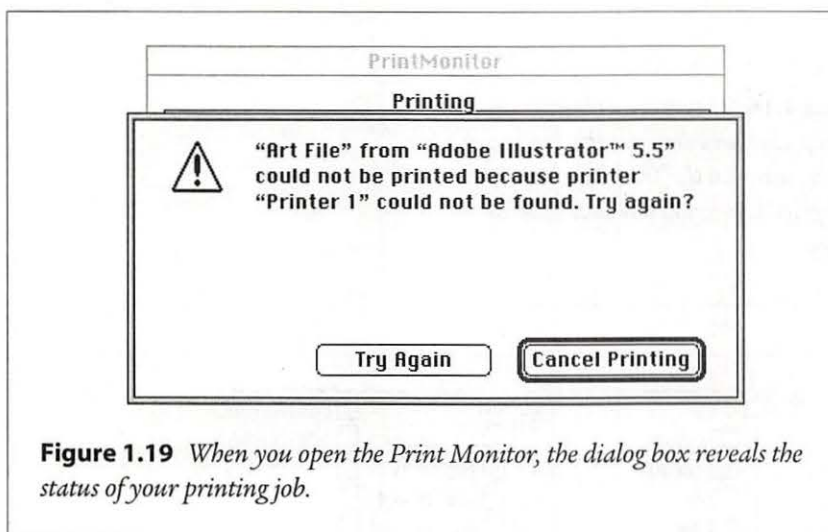 PrintMonitor
Printing
“Art File” from “Adobe Illustrator™ 5.5”
could not be printed because printer
“Printer 1” could not be found. Try again?
Try Again
Cancel Printing
Figure 1.19 When you open the Print Monitor, the dialog box reveals the
status of your printing job.